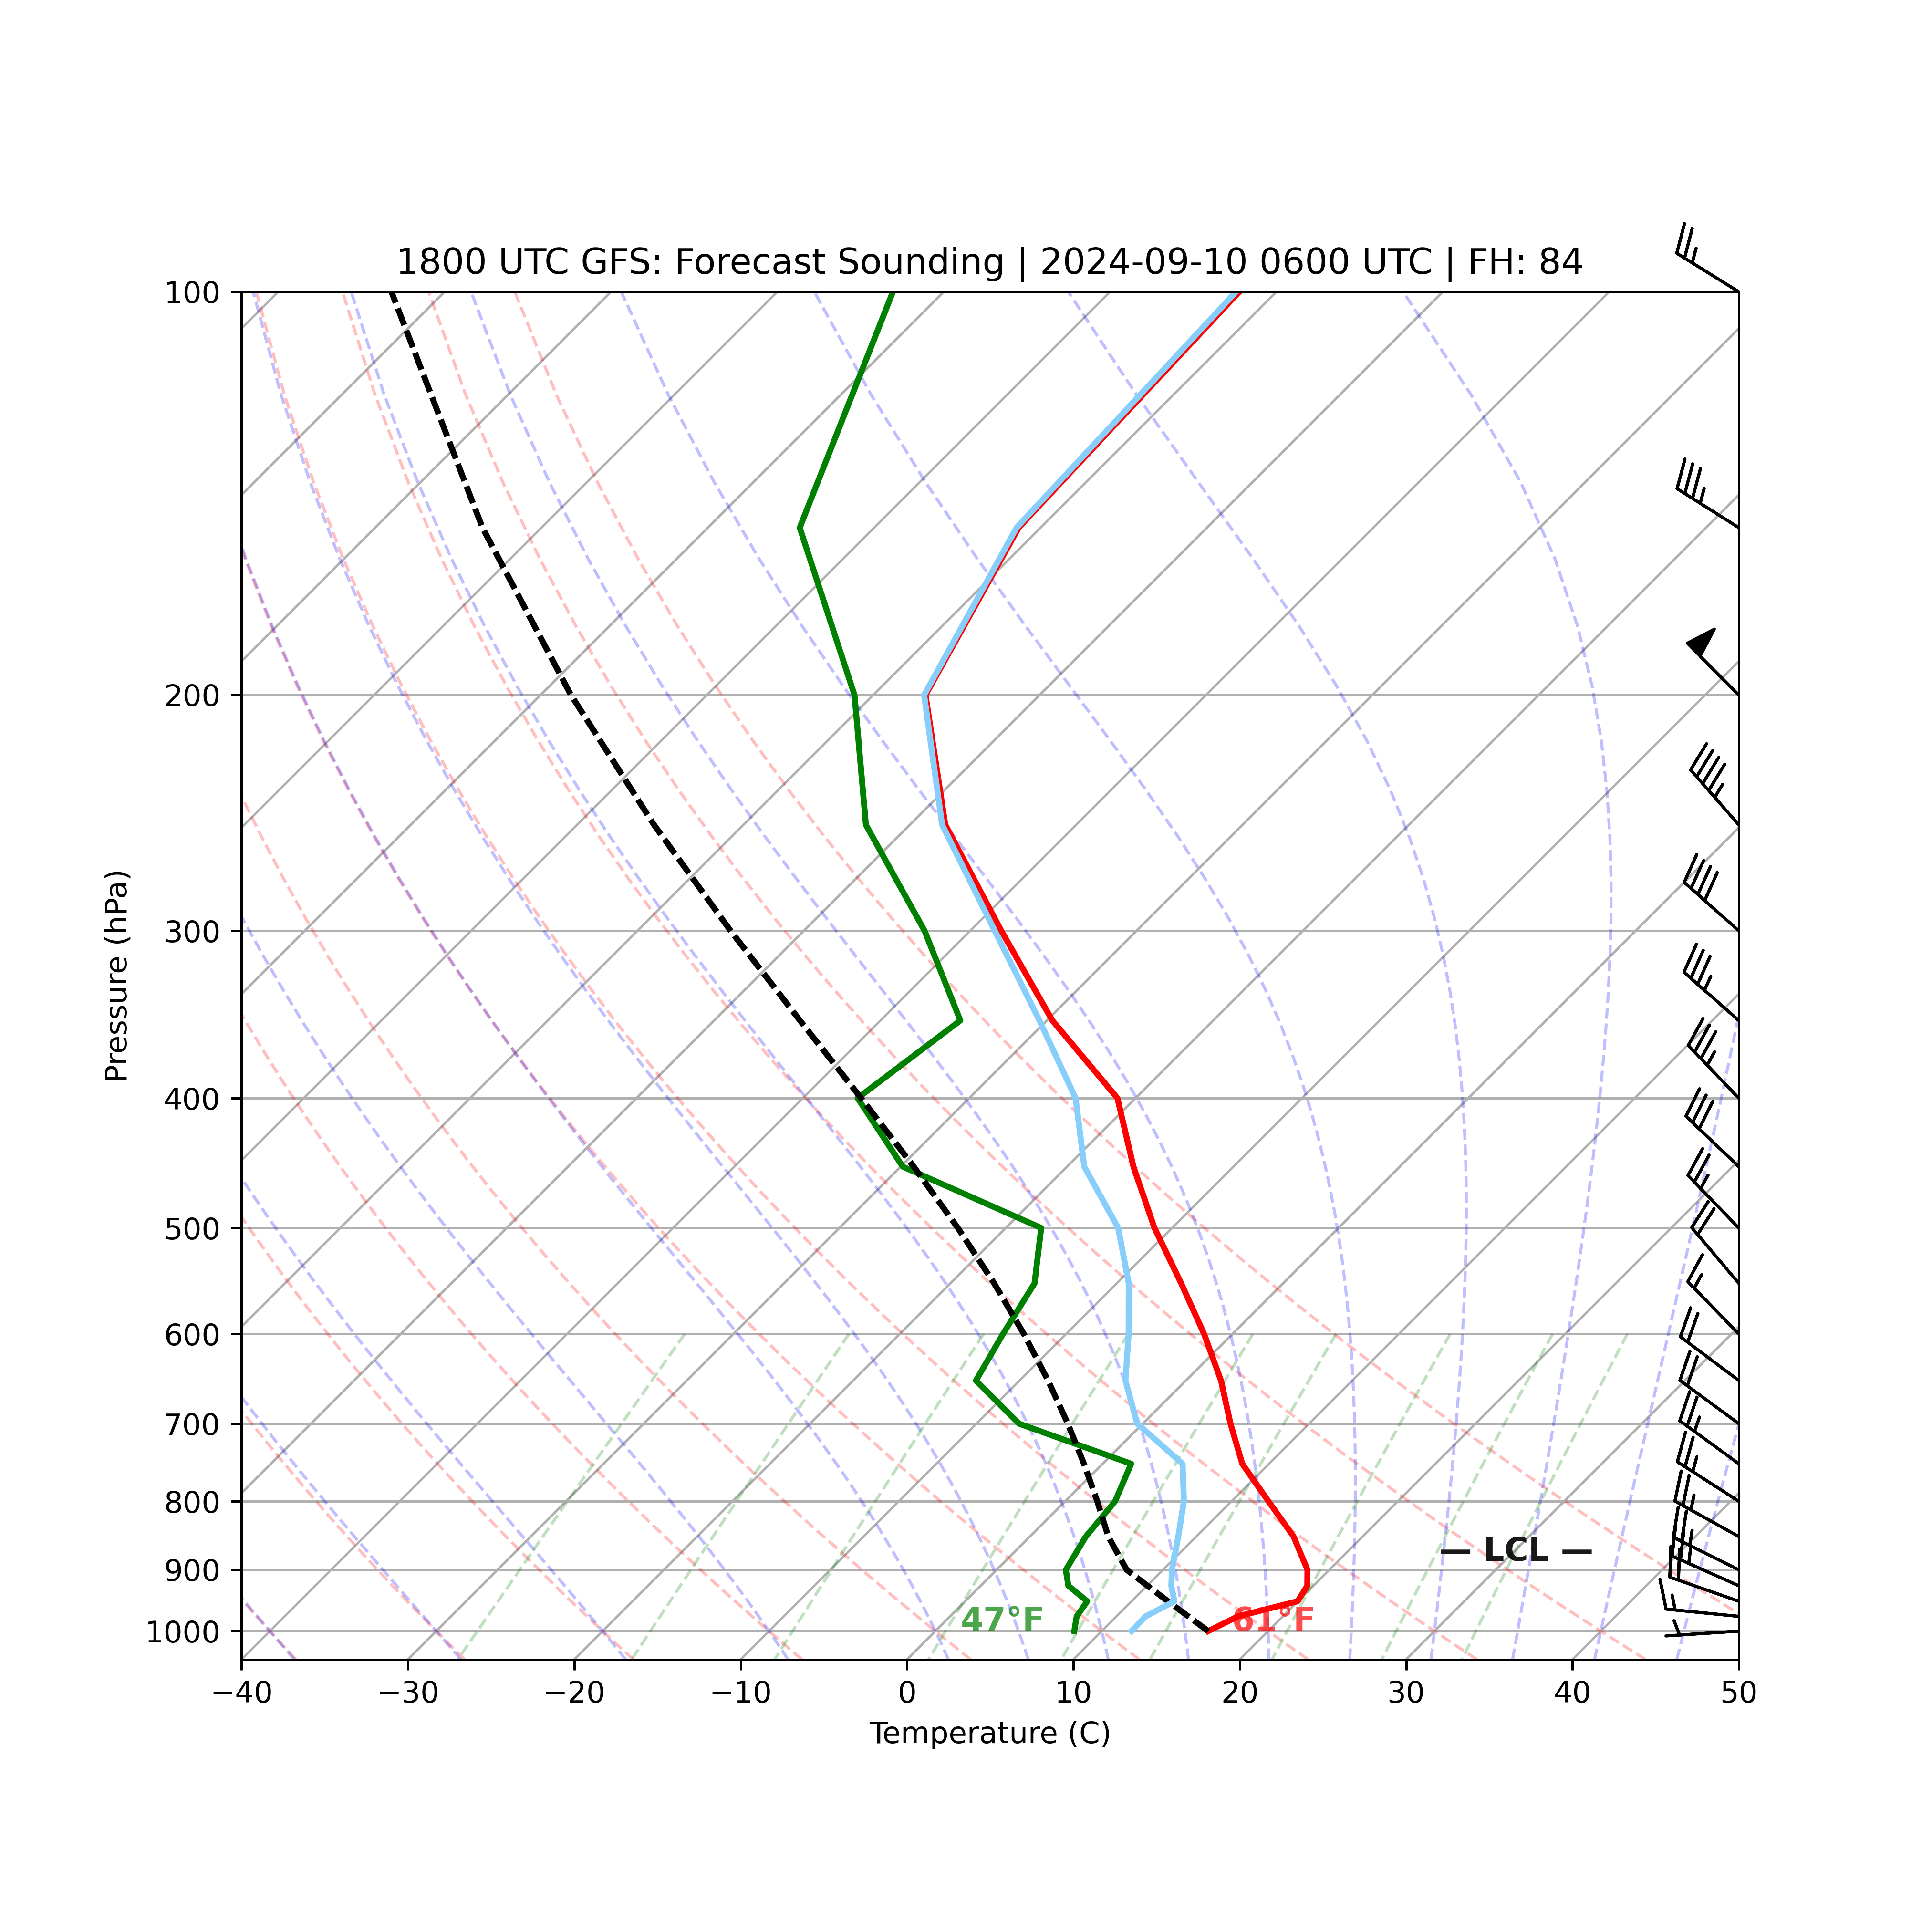 1800 UTC GFS: Forecast Sounding | 2024-09-10 0600 UTC | FH: 84
100
200
300
400
500
600
700
800
900
1000
Pressure (hPa)
— LCL —
47°F
61°F
−40 −30 −20 −10 0 10 20 30 40 50
Temperature (C)